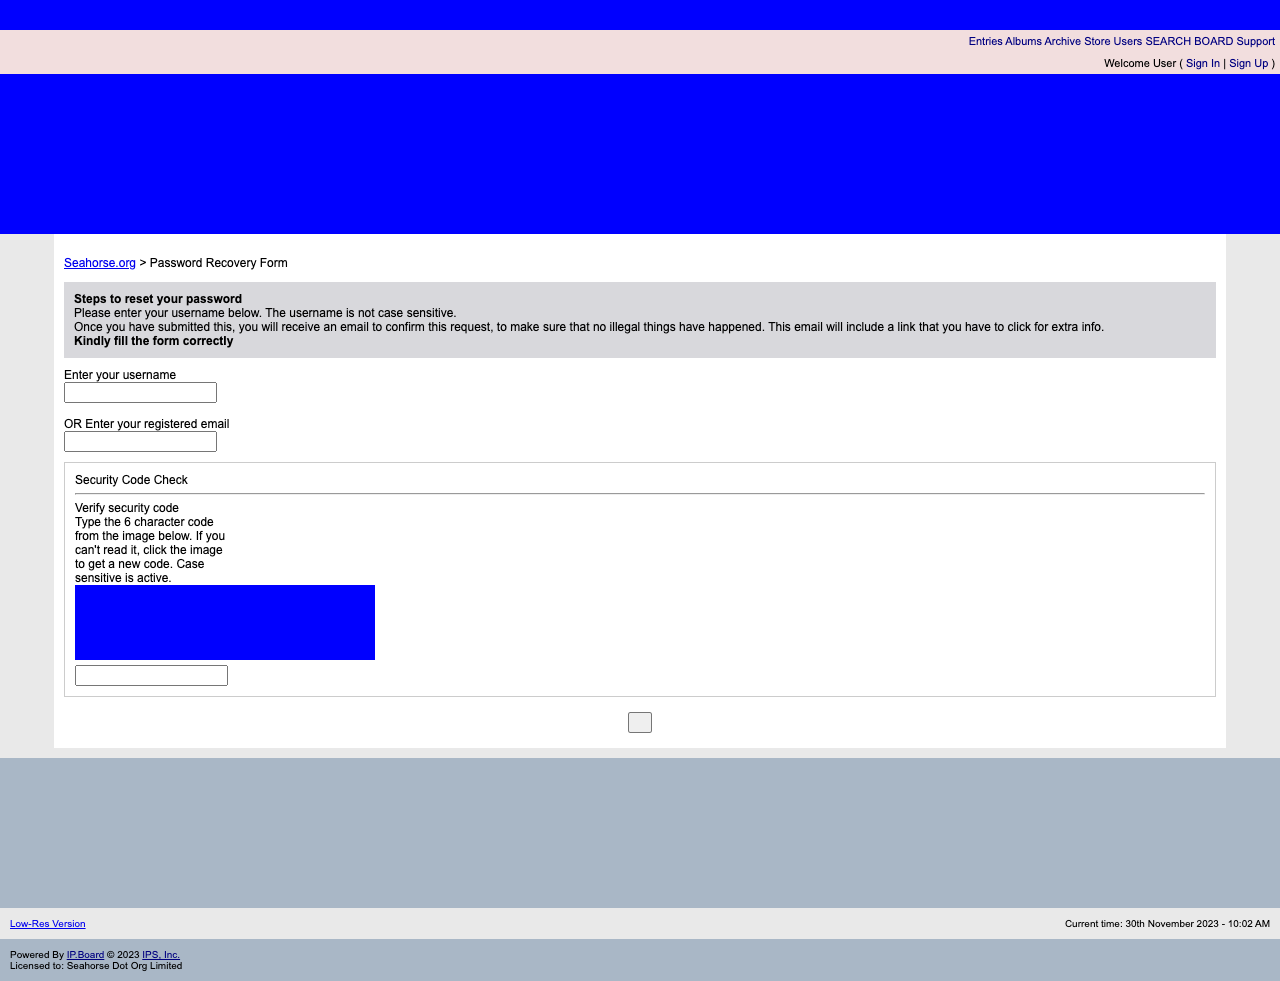 Entries Albums Archive Store Users SEARCH BOARD Support
Welcome User ( Sign In | Sign Up )
Seahorse.org > Password Recovery Form
Steps to reset your password
Please enter your username below. The username is not case sensitive.
Once you have submitted this, you will receive an email to confirm this request, to make sure that no illegal things have happened. This email will include a link that you have to click for extra info.
Kindly fill the form correctly
Enter your username
OR Enter your registered email
Security Code Check
Verify security code
Type the 6 character code
from the image below. If you
can't read it, click the image
to get a new code. Case
sensitive is active.
Low-Res Version
Current time: 30th November 2023 - 10:02 AM
Powered By IP.Board © 2023 IPS, Inc.
Licensed to: Seahorse Dot Org Limited